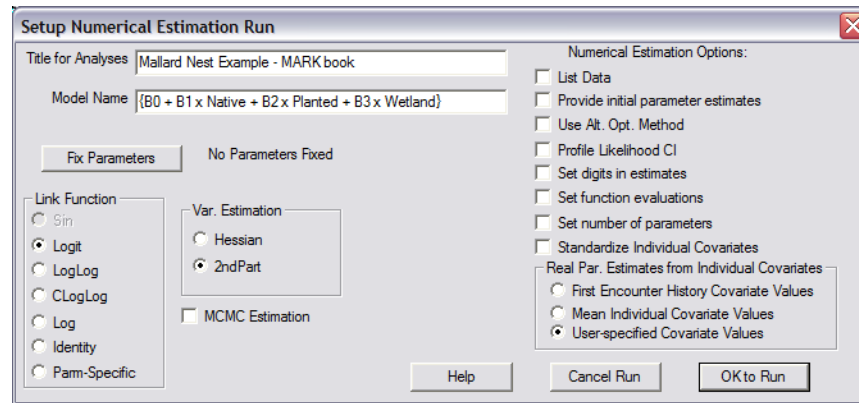 Setup Numerical Estimation Run
Title for Analyses
Mallard Nest Example - MARK book
Model Name
{B0 + B1 x Native + B2 x Planted + B3 x Wetland}
Fix Parameters
No Parameters Fixed
Link Function
Sin
Logit
LogLog
CLogLog
Log
Identity
Parm-Specific
Var. Estimation
Hessian
2ndPart
MCMC Estimation
Numerical Estimation Options:
List Data
Provide initial parameter estimates
Use Alt. Opt. Method
Profile Likelihood CI
Set digits in estimates
Set function evaluations
Set number of parameters
Standardize Individual Covariates
Real Par. Estimates from Individual Covariates
First Encounter History Covariate Values
Mean Individual Covariate Values
User-specified Covariate Values
Help
Cancel Run
OK to Run